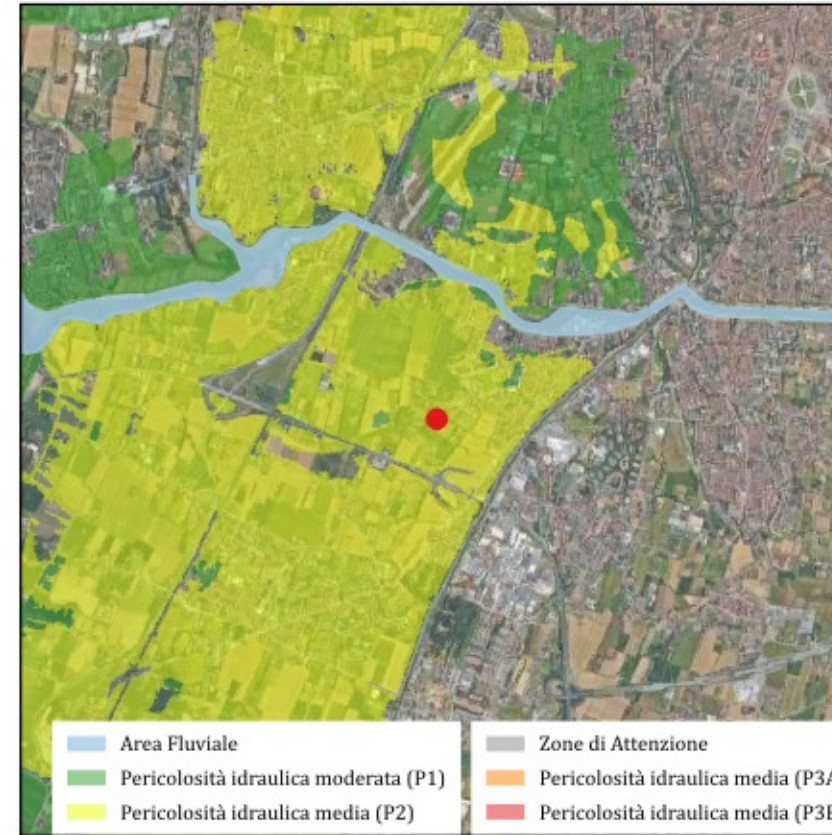 Area Fluviale
Pericolosità idraulica moderata (P1)
Pericolosità idraulica media (P2)
Zone di Attenzione
Pericolosità idraulica media (P3A
Pericolosità idraulica media (P3B